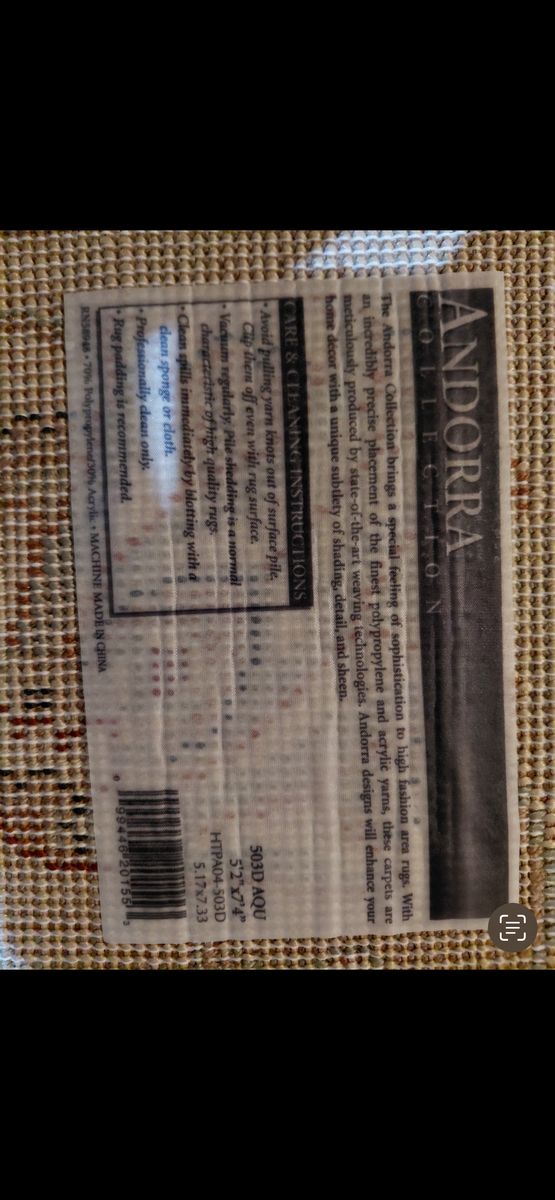 ANDORRA
COLLECTION
The Andorra Collection brings a special feeling of sophistication to high fashion area rugs. With
an incredibly precise placement of the finest polypropylene and acrylic yarns, these carpets are
meticulously produced by state-of-the-art weaving technologies. Andorra designs will enhance your
home decor with a unique subtlety of shading, detail, and sheen.
CARE & CLEANING INSTRUCTIONS
• Avoid pulling yarn knots out of surface pile.
Clip them off even with rug surface.
• Vacuum regularly. Pile shedding is a normal
characteristic of high quality rugs.
• Clean spills immediately by blotting with a
clean sponge or cloth.
• Professionally clean only.
• Rug padding is recommended.
• 70% Polypropylene/30% Acrylic • MACHINE MADE IN CHINA
503D AQU
5'2"x7'4"
HTPA04-503D
5.17x7.33
99446 20155